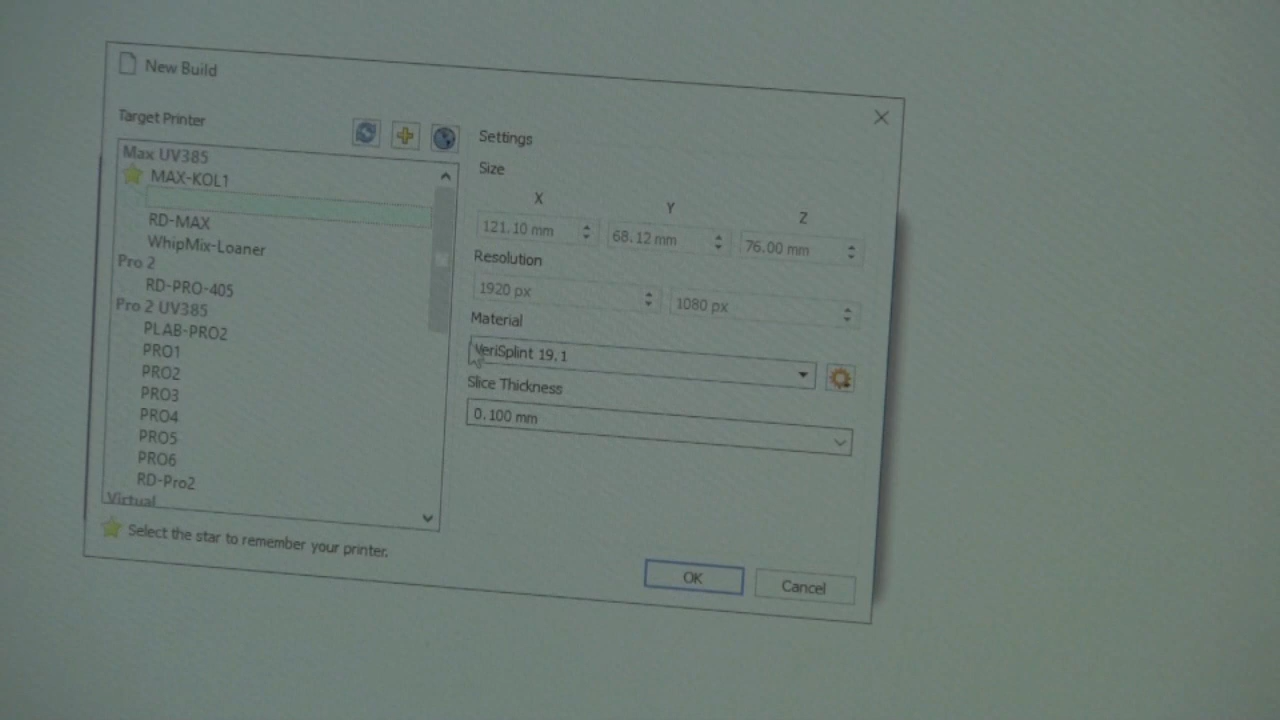 New Build
Target Printer
Max UV385
MAX-KOL1
RD-MAX
WhipMix-Loaner
Pro 2
RD-PRO-405
Pro 2 UV385
PLAB-PRO2
PRO1
PRO2
PRO3
PRO4
PRO5
PRO6
RD-Pro2
Virtual
Select the star to remember your printer.
Settings
Size
X Y Z
121.10 mm 68.12 mm 76.00 mm
Resolution
1920 px 1080 px
Material
VeriSplint 19.1
Slice Thickness
0.100 mm
OK Cancel